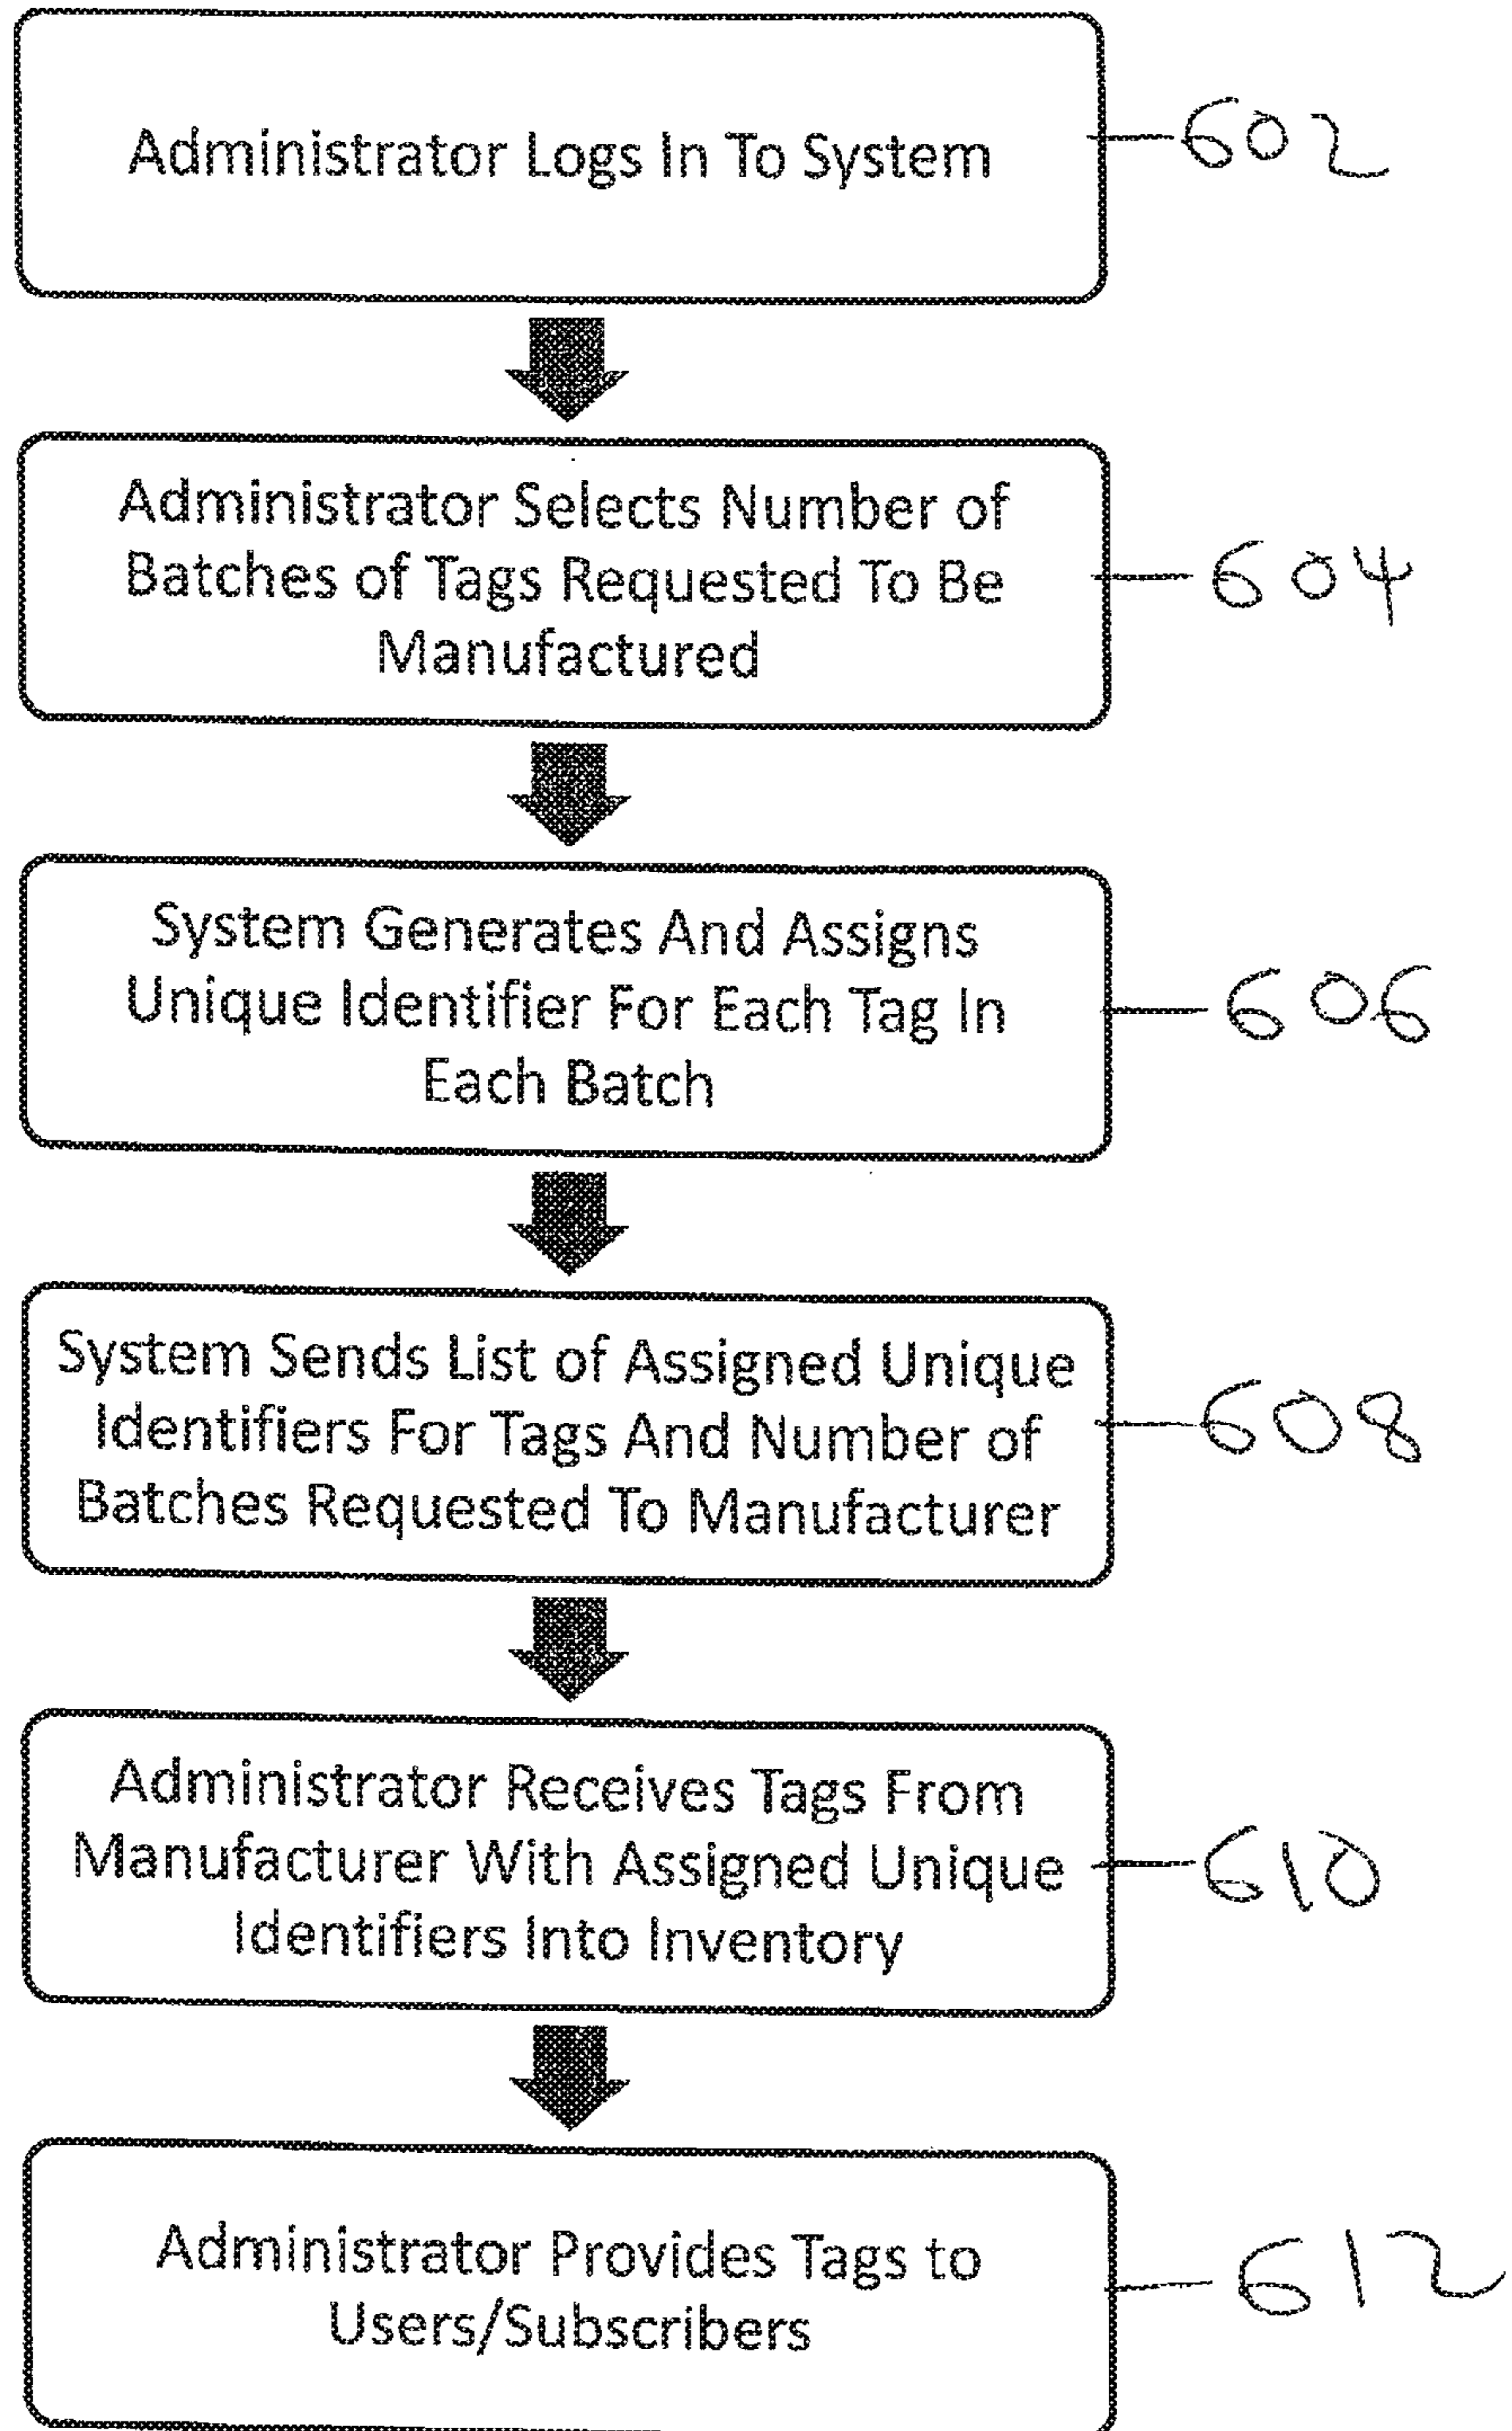 Administrator Logs In To System
602
Administrator Selects Number of
Batches of Tags Requested To Be
Manufactured
604
System Generates And Assigns
Unique Identifier For Each Tag In
Each Batch
606
System Sends List of Assigned Unique
Identifiers For Tags And Number of
Batches Requested To Manufacturer
608
Administrator Receives Tags From
Manufacturer With Assigned Unique
Identifiers Into Inventory
610
Administrator Provides Tags to
Users/Subscribers
612